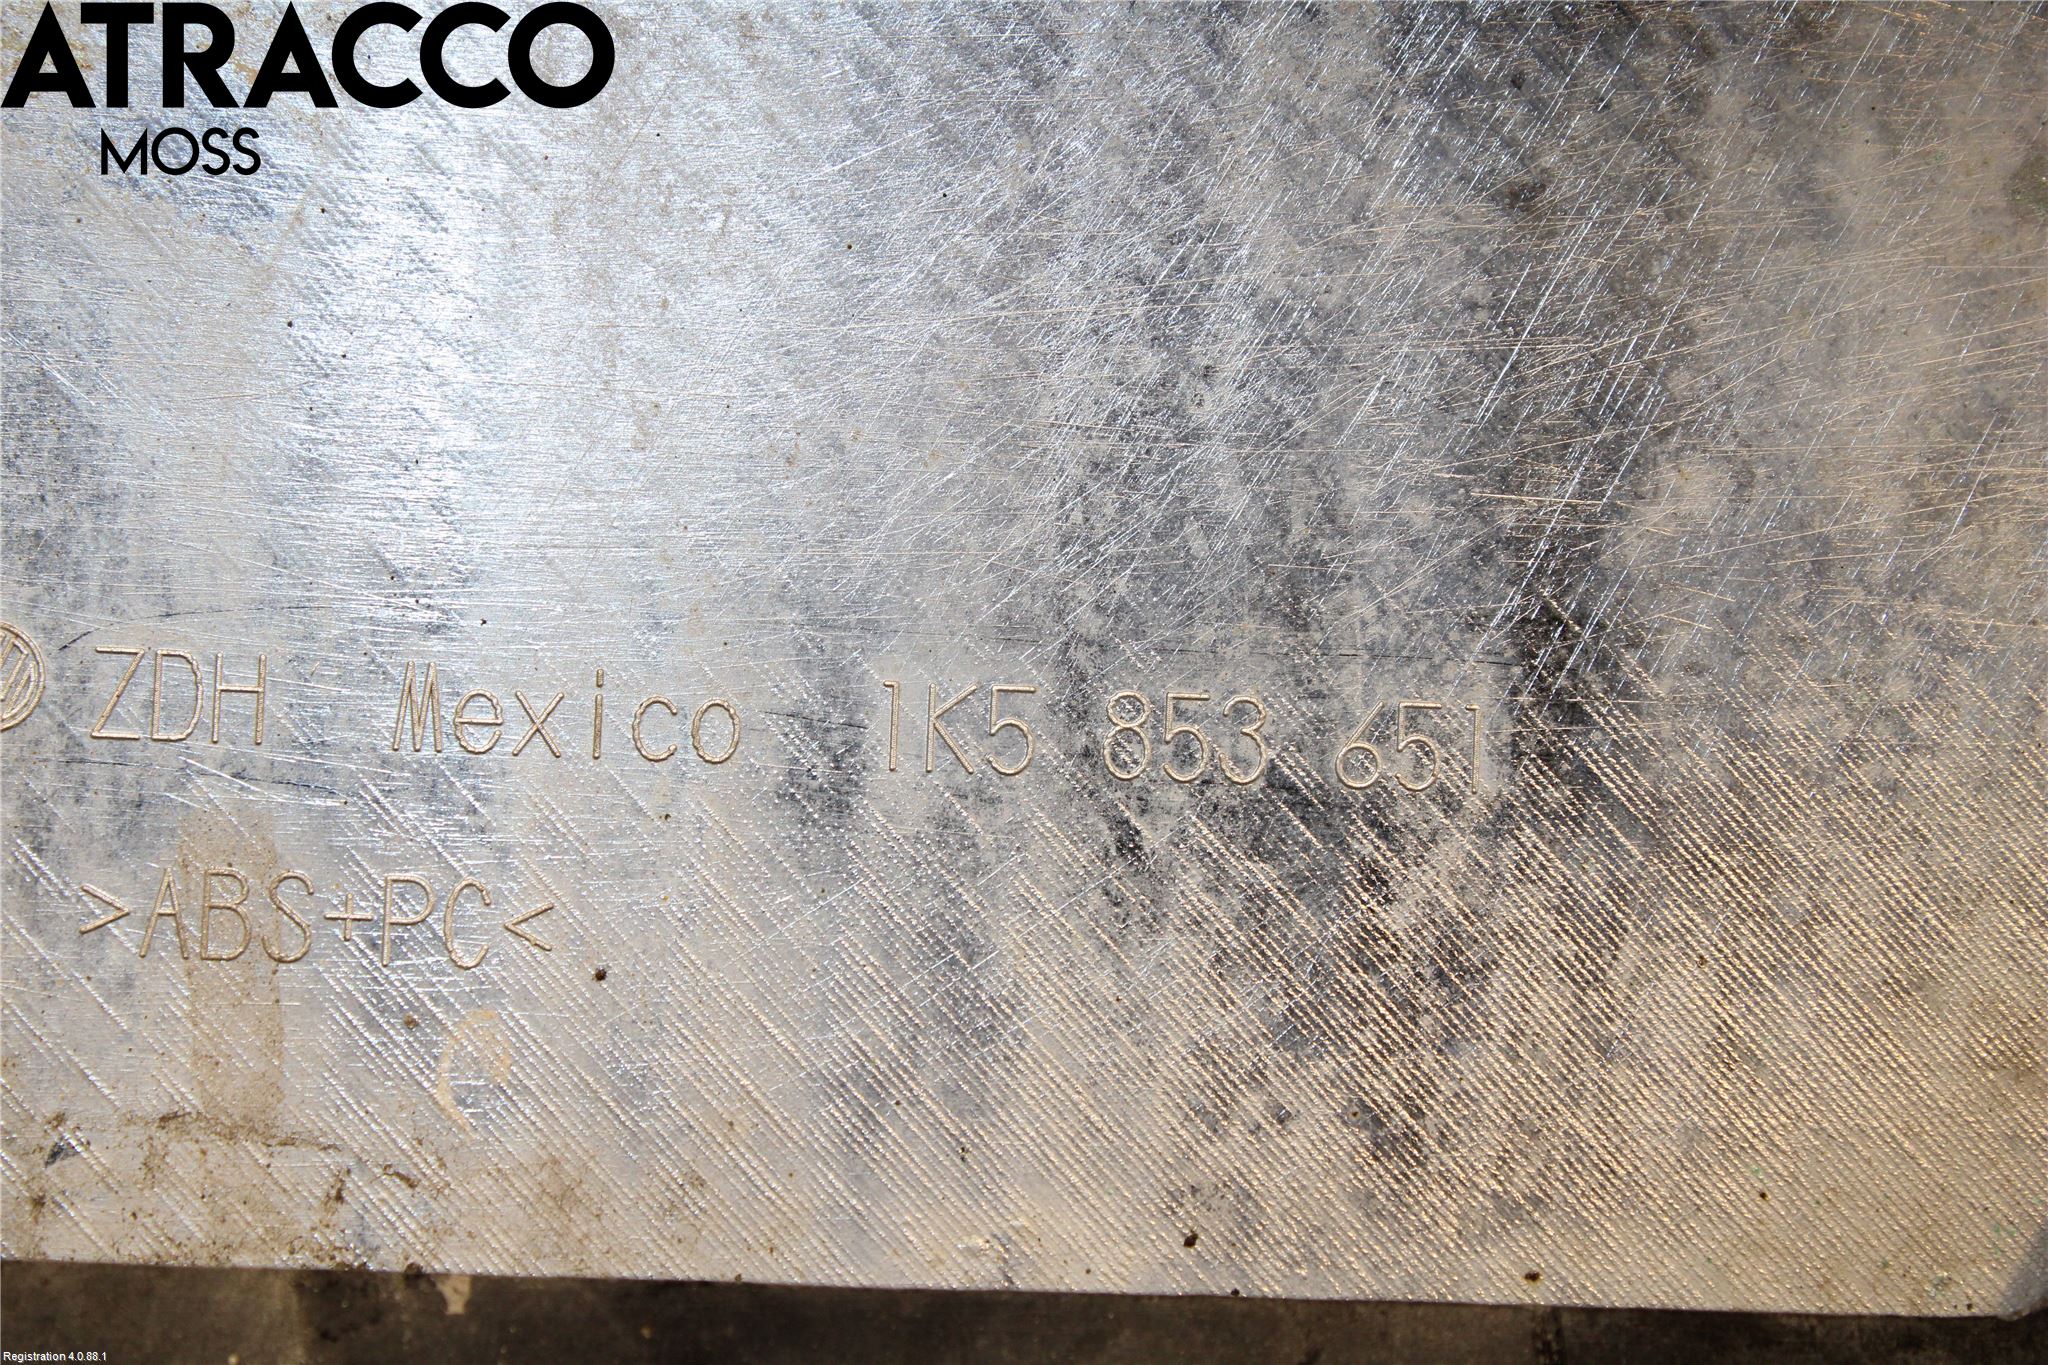 ATRACCO
MOSS
ZDH Mexico 1K5 853 651
>ABS+PC<
Registration 4.0.88.1